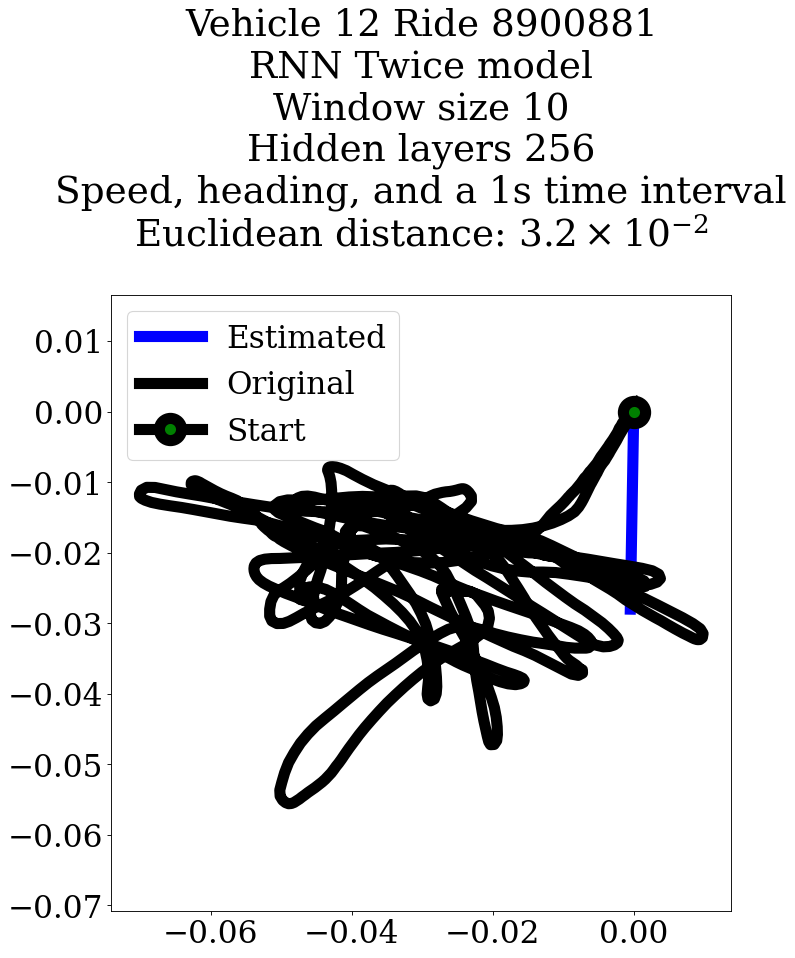 Vehicle 12 Ride 8900881
RNN Twice model
Window size 10
Hidden layers 256
Speed, heading, and a 1s time interval
Euclidean distance: 3.2 × 10⁻²
Estimated
Original
Start
0.01
0.00
−0.01
−0.02
−0.03
−0.04
−0.05
−0.06
−0.07
−0.06 −0.04 −0.02 0.00